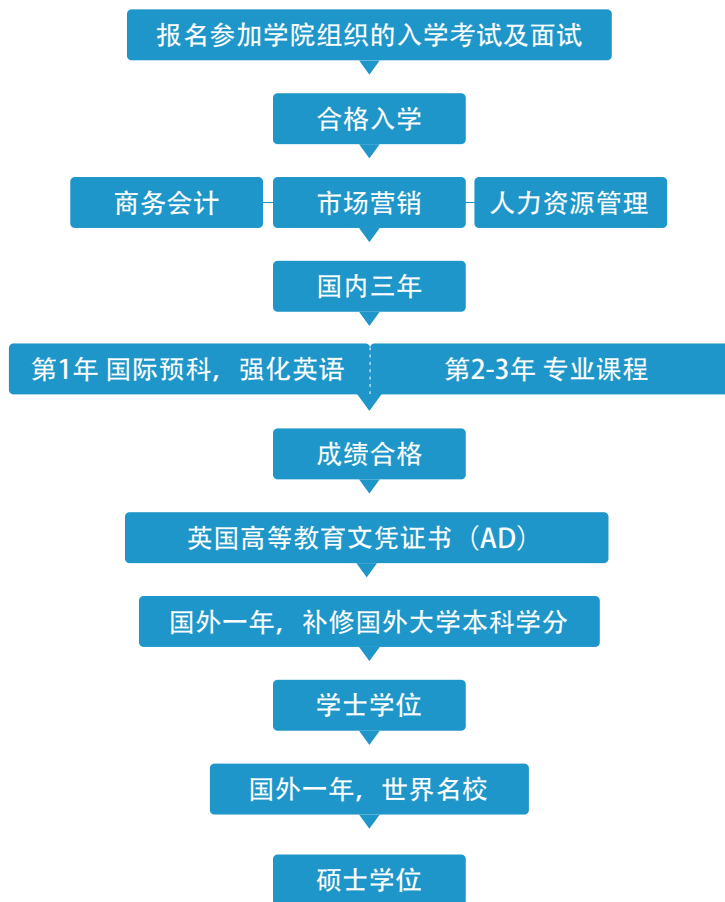 报名参加学院组织的入学考试及面试
合格入学
商务会计 市场营销 人力资源管理
国内三年
第1年 国际预科，强化英语 第2-3年 专业课程
成绩合格
英国高等教育文凭证书（AD）
国外一年，补修国外大学本科学分
学士学位
国外一年，世界名校
硕士学位